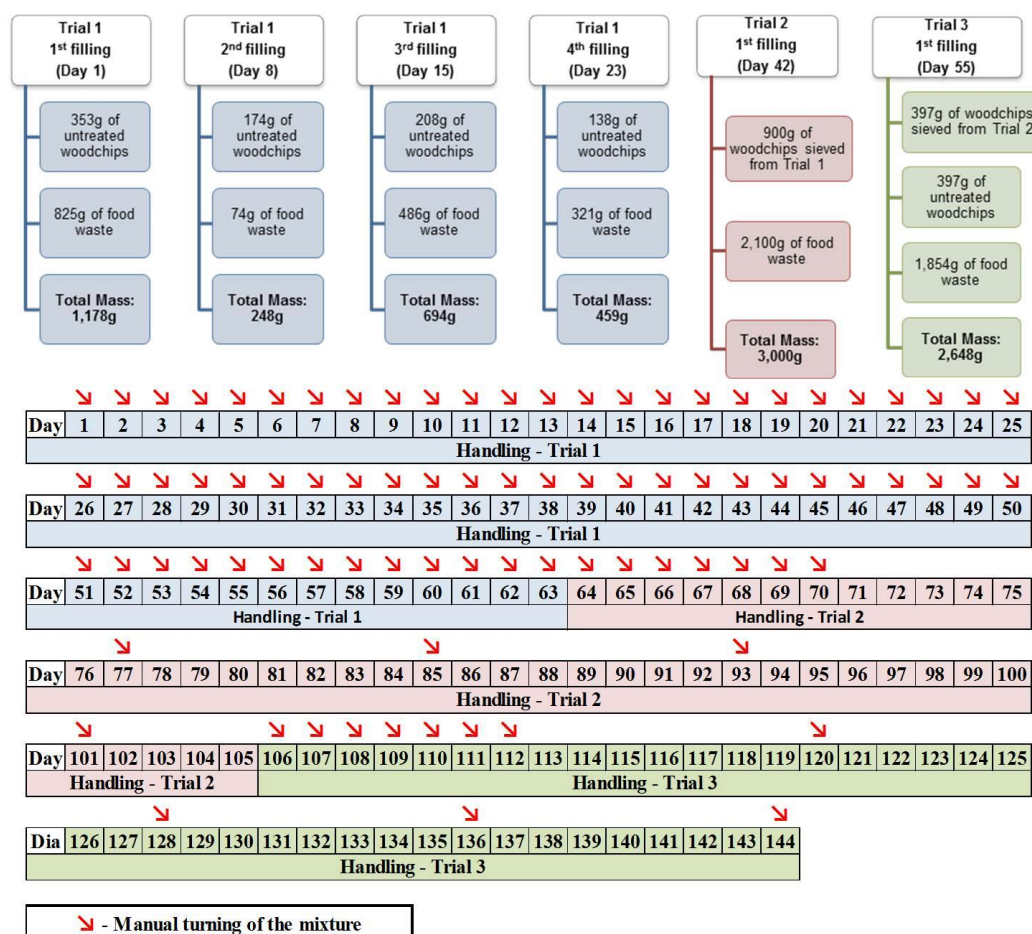 Trial 1
1st filling
(Day 1)
353g of
untreated
woodchips
825g of food
waste
Total Mass:
1,178g
Trial 1
2nd filling
(Day 8)
174g of
untreated
woodchips
74g of food
waste
Total Mass:
248g
Trial 1
3rd filling
(Day 15)
208g of
untreated
woodchips
486g of food
waste
Total Mass:
694g
Trial 1
4th filling
(Day 23)
138g of
untreated
woodchips
321g of food
waste
Total Mass:
459g
Trial 2
1st filling
(Day 42)
900g of
woodchips sieved
from Trial 1
2,100g of food
waste
Total Mass:
3,000g
Trial 3
1st filling
(Day 55)
397g of woodchips
sieved from Trial 2
397g of
untreated
woodchips
1,854g of food
waste
Total Mass:
2,648g
Day 1 2 3 4 5 6 7 8 9 10 11 12 13 14 15 16 17 18 19 20 21 22 23 24 25
Handling - Trial 1
Day 26 27 28 29 30 31 32 33 34 35 36 37 38 39 40 41 42 43 44 45 46 47 48 49 50
Handling - Trial 1
Day 51 52 53 54 55 56 57 58 59 60 61 62 63 64 65 66 67 68 69 70 71 72 73 74 75
Handling - Trial 1 Handling - Trial 2
Day 76 77 78 79 80 81 82 83 84 85 86 87 88 89 90 91 92 93 94 95 96 97 98 99 100
Handling - Trial 2
Day 101 102 103 104 105 106 107 108 109 110 111 112 113 114 115 116 117 118 119 120 121 122 123 124 125
Handling - Trial 2 Handling - Trial 3
Dia 126 127 128 129 130 131 132 133 134 135 136 137 138 139 140 141 142 143 144
Handling - Trial 3
- Manual turning of the mixture